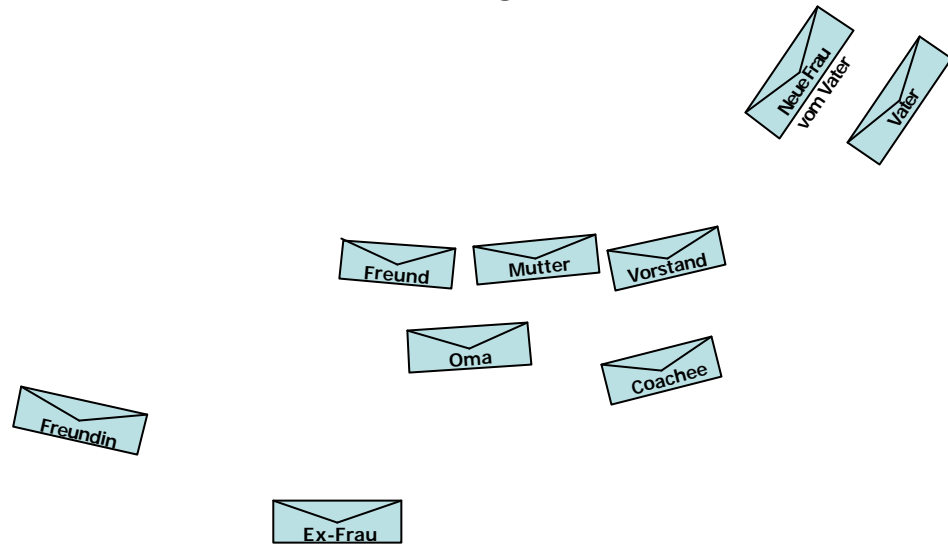 Neue Frau
vom Vater
Vater
Freund
Mutter
Vorstand
Oma
Coachee
Freundin
Ex-Frau